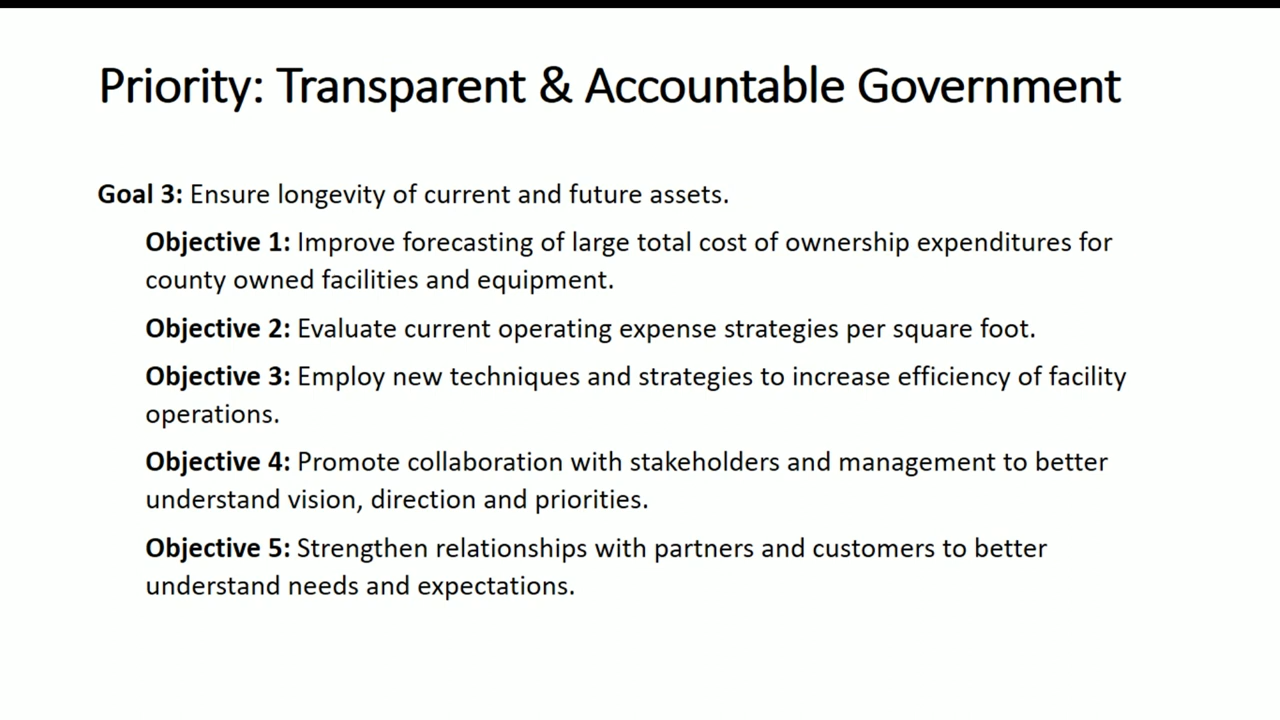 Priority: Transparent & Accountable Government
Goal 3: Ensure longevity of current and future assets.
Objective 1: Improve forecasting of large total cost of ownership expenditures for
county owned facilities and equipment.
Objective 2: Evaluate current operating expense strategies per square foot.
Objective 3: Employ new techniques and strategies to increase efficiency of facility
operations.
Objective 4: Promote collaboration with stakeholders and management to better
understand vision, direction and priorities.
Objective 5: Strengthen relationships with partners and customers to better
understand needs and expectations.